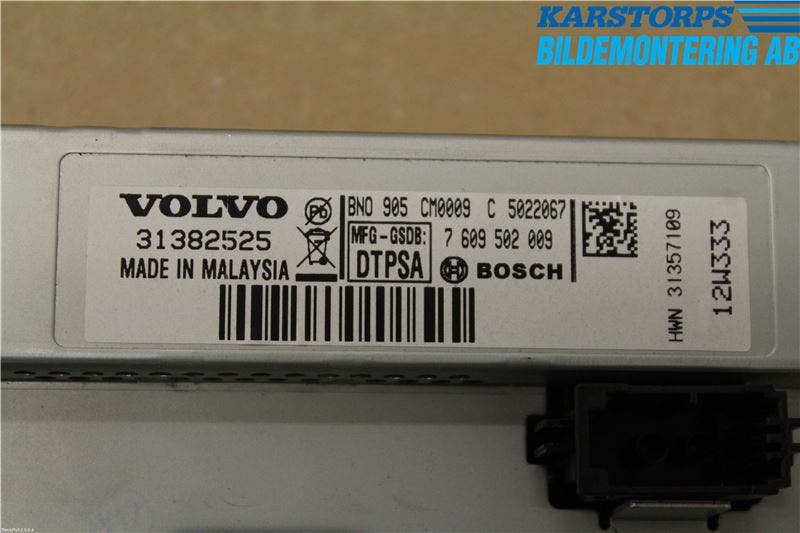 KARSTORPS
BILDEMONTERING AB
VOLVO
31382525
MADE IN MALAYSIA
Pb
BNO 905 CM0009 C 5022067
MFG-GSDB: 7 609 502 009
DTPSA BOSCH
HWN 31357109
12W333